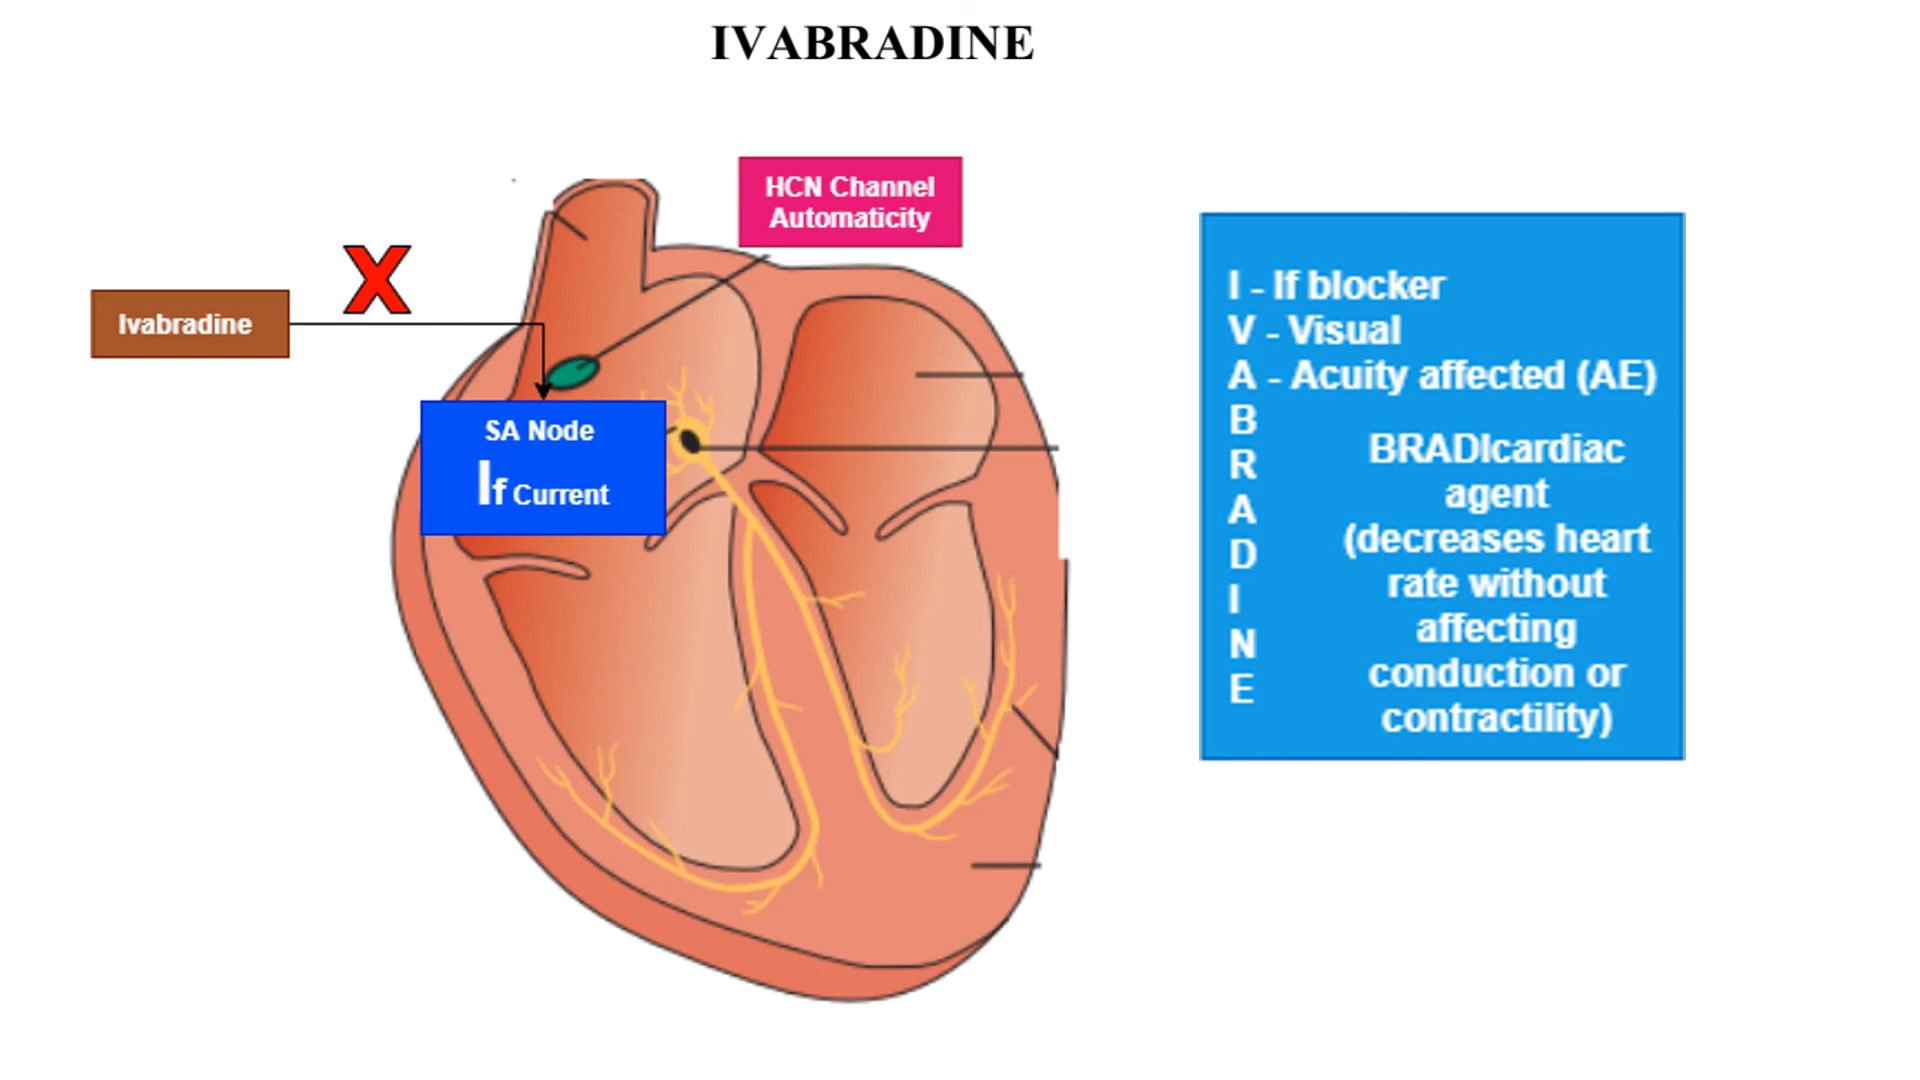 IVABRADINE
HCN Channel
Automaticity
Ivabradine
X
SA Node
If Current
I - If blocker
V - Visual
A - Acuity affected (AE)
B
R
A
D
I
N
E
BRADIcardiac
agent
(decreases heart
rate without
affecting
conduction or
contractility)